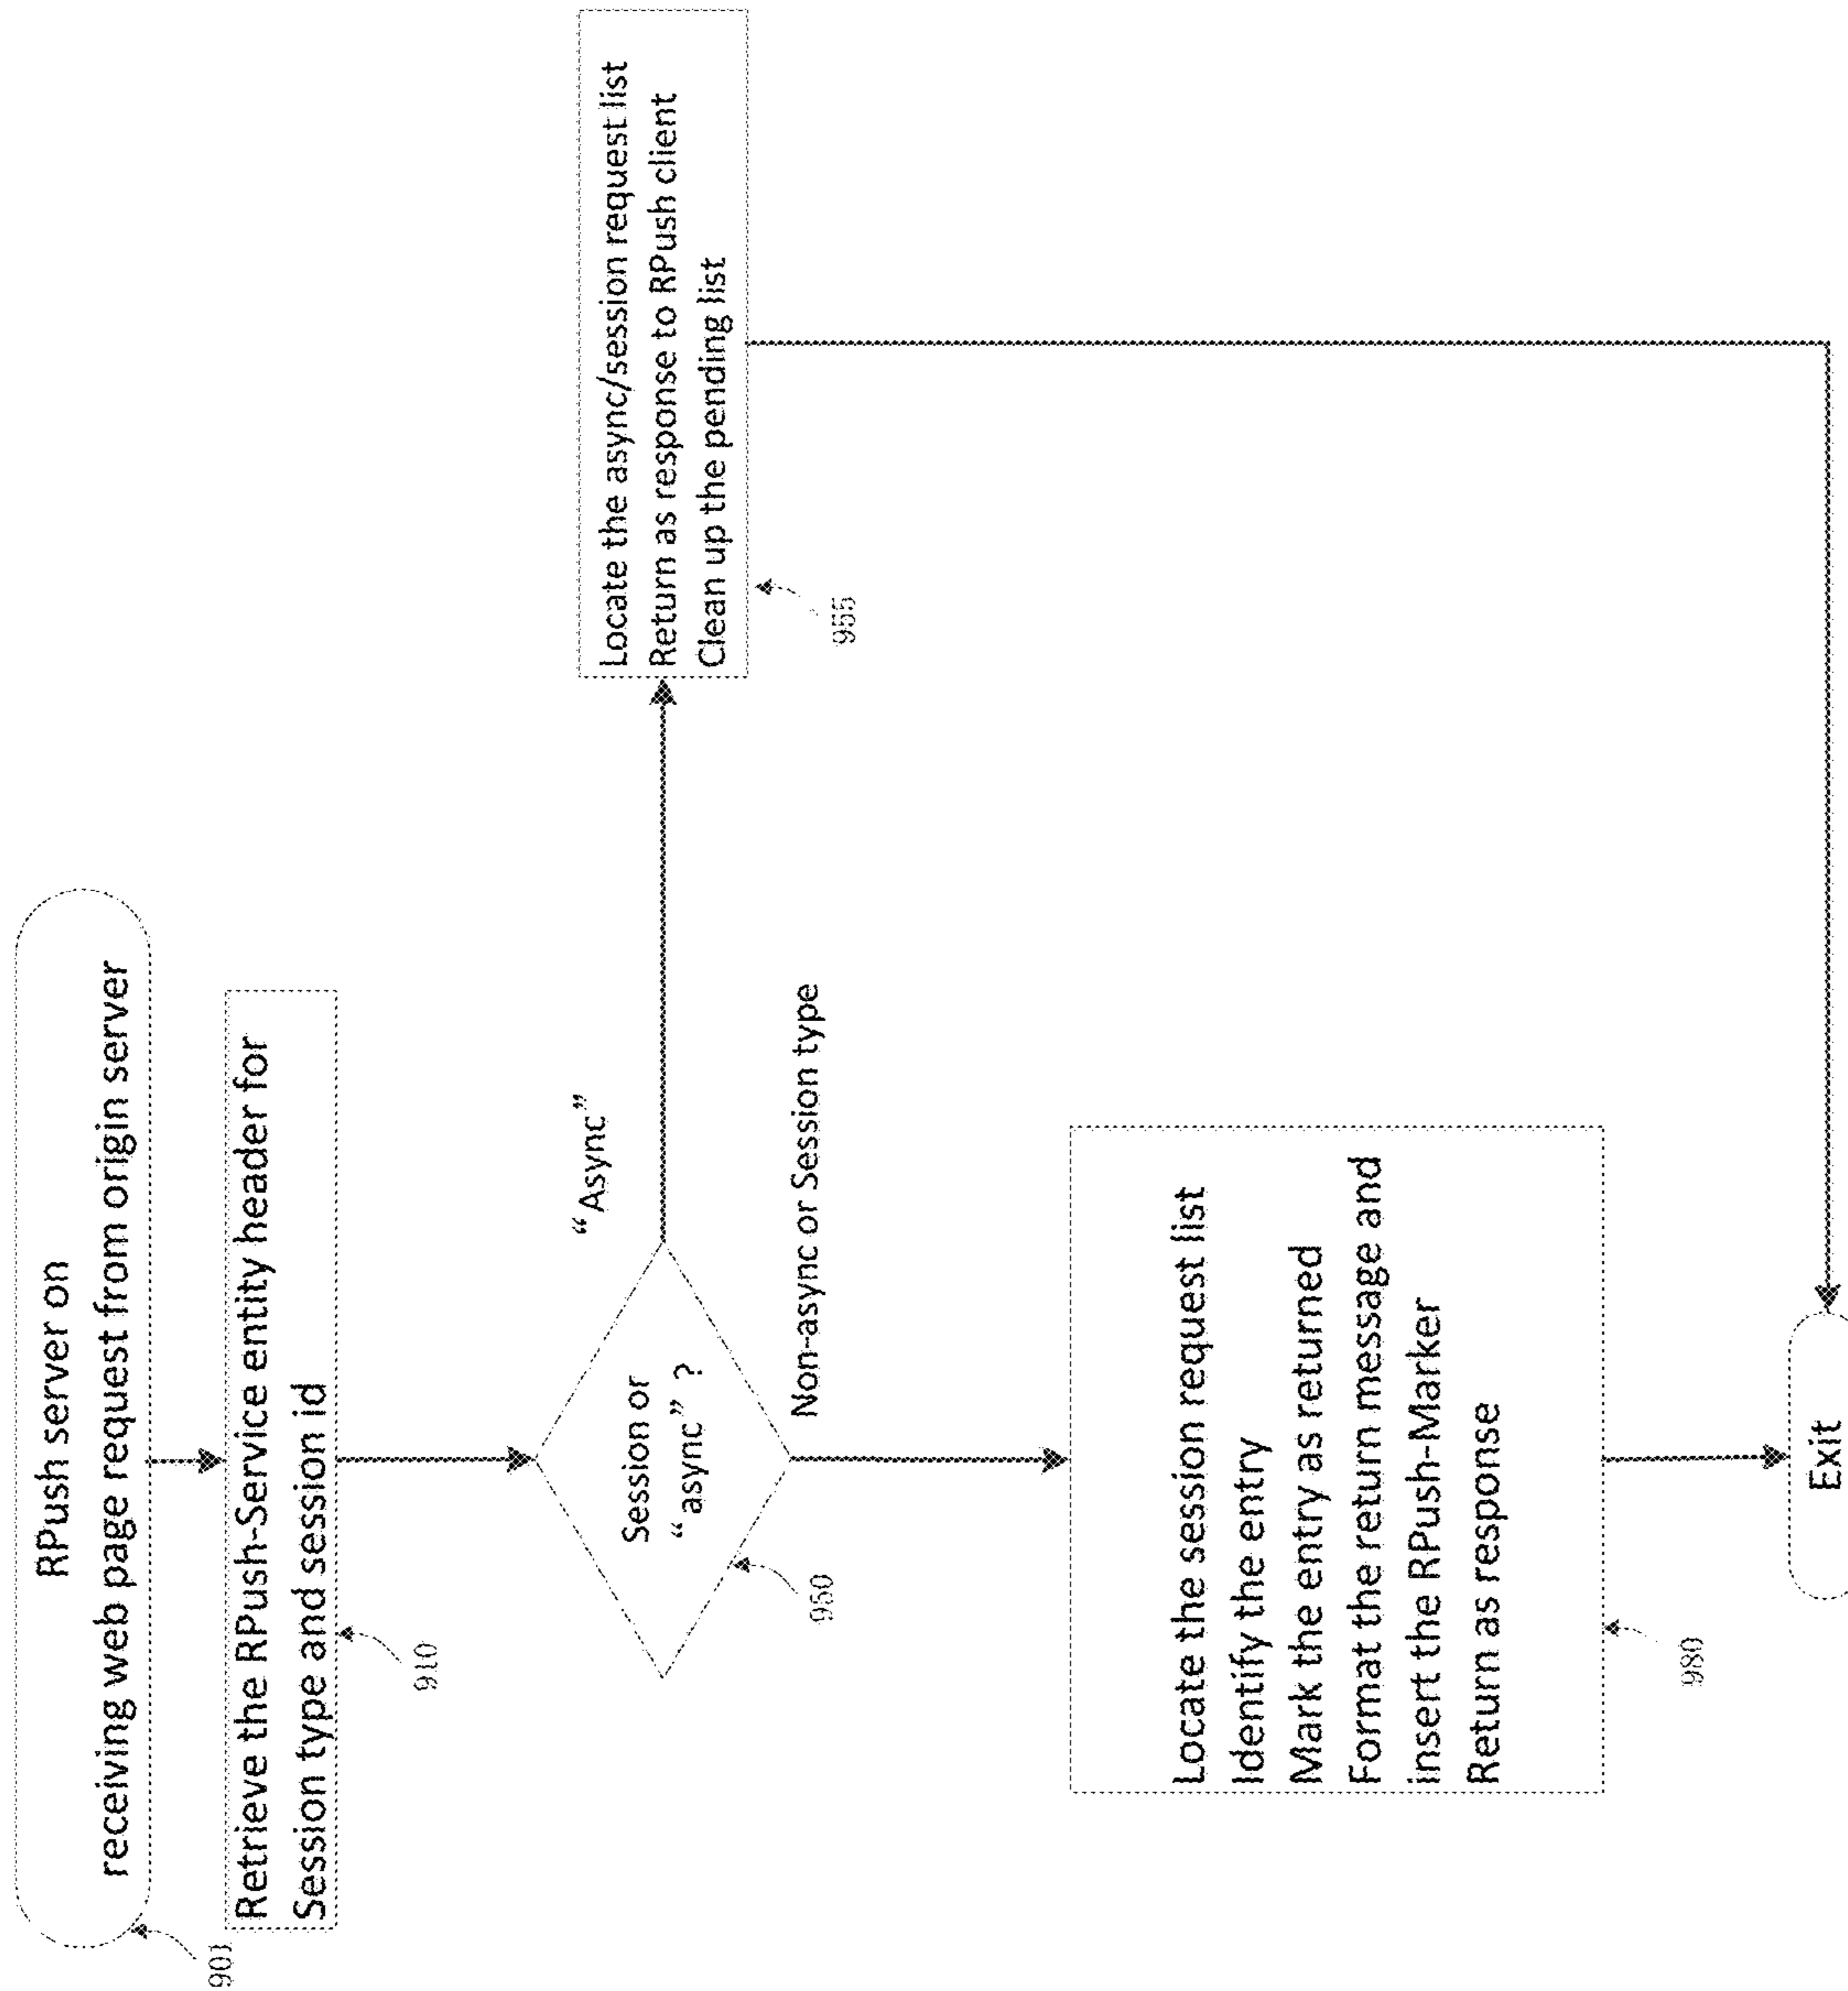 RPush server on
receiving web page request from origin server
901
Retrieve the RPush-Service entity header for
Session type and session id
910
Session or
“async” ?
950
“Async”
Locate the async/session request list
Return as response to RPush client
Clean up the pending list
955
Non-async or Session type
Locate the session request list
Identify the entry
Mark the entry as returned
Format the return message and
insert the RPush-Marker
Return as response
980
Exit